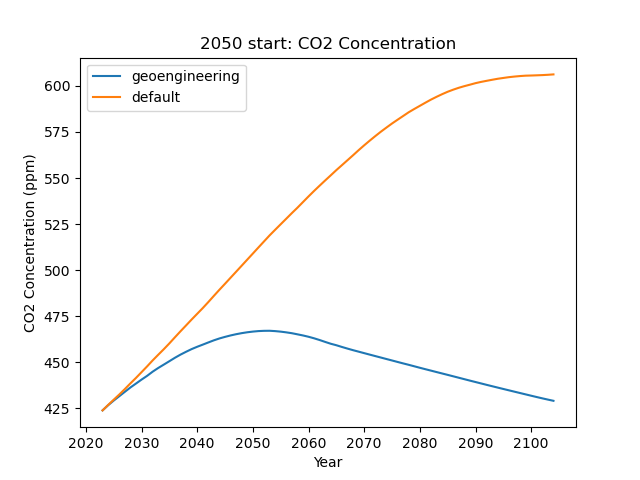 2050 start: CO2 Concentration
geoengineering
default
CO2 Concentration (ppm)
600
575
550
525
500
475
450
425
2020 2030 2040 2050 2060 2070 2080 2090 2100
Year